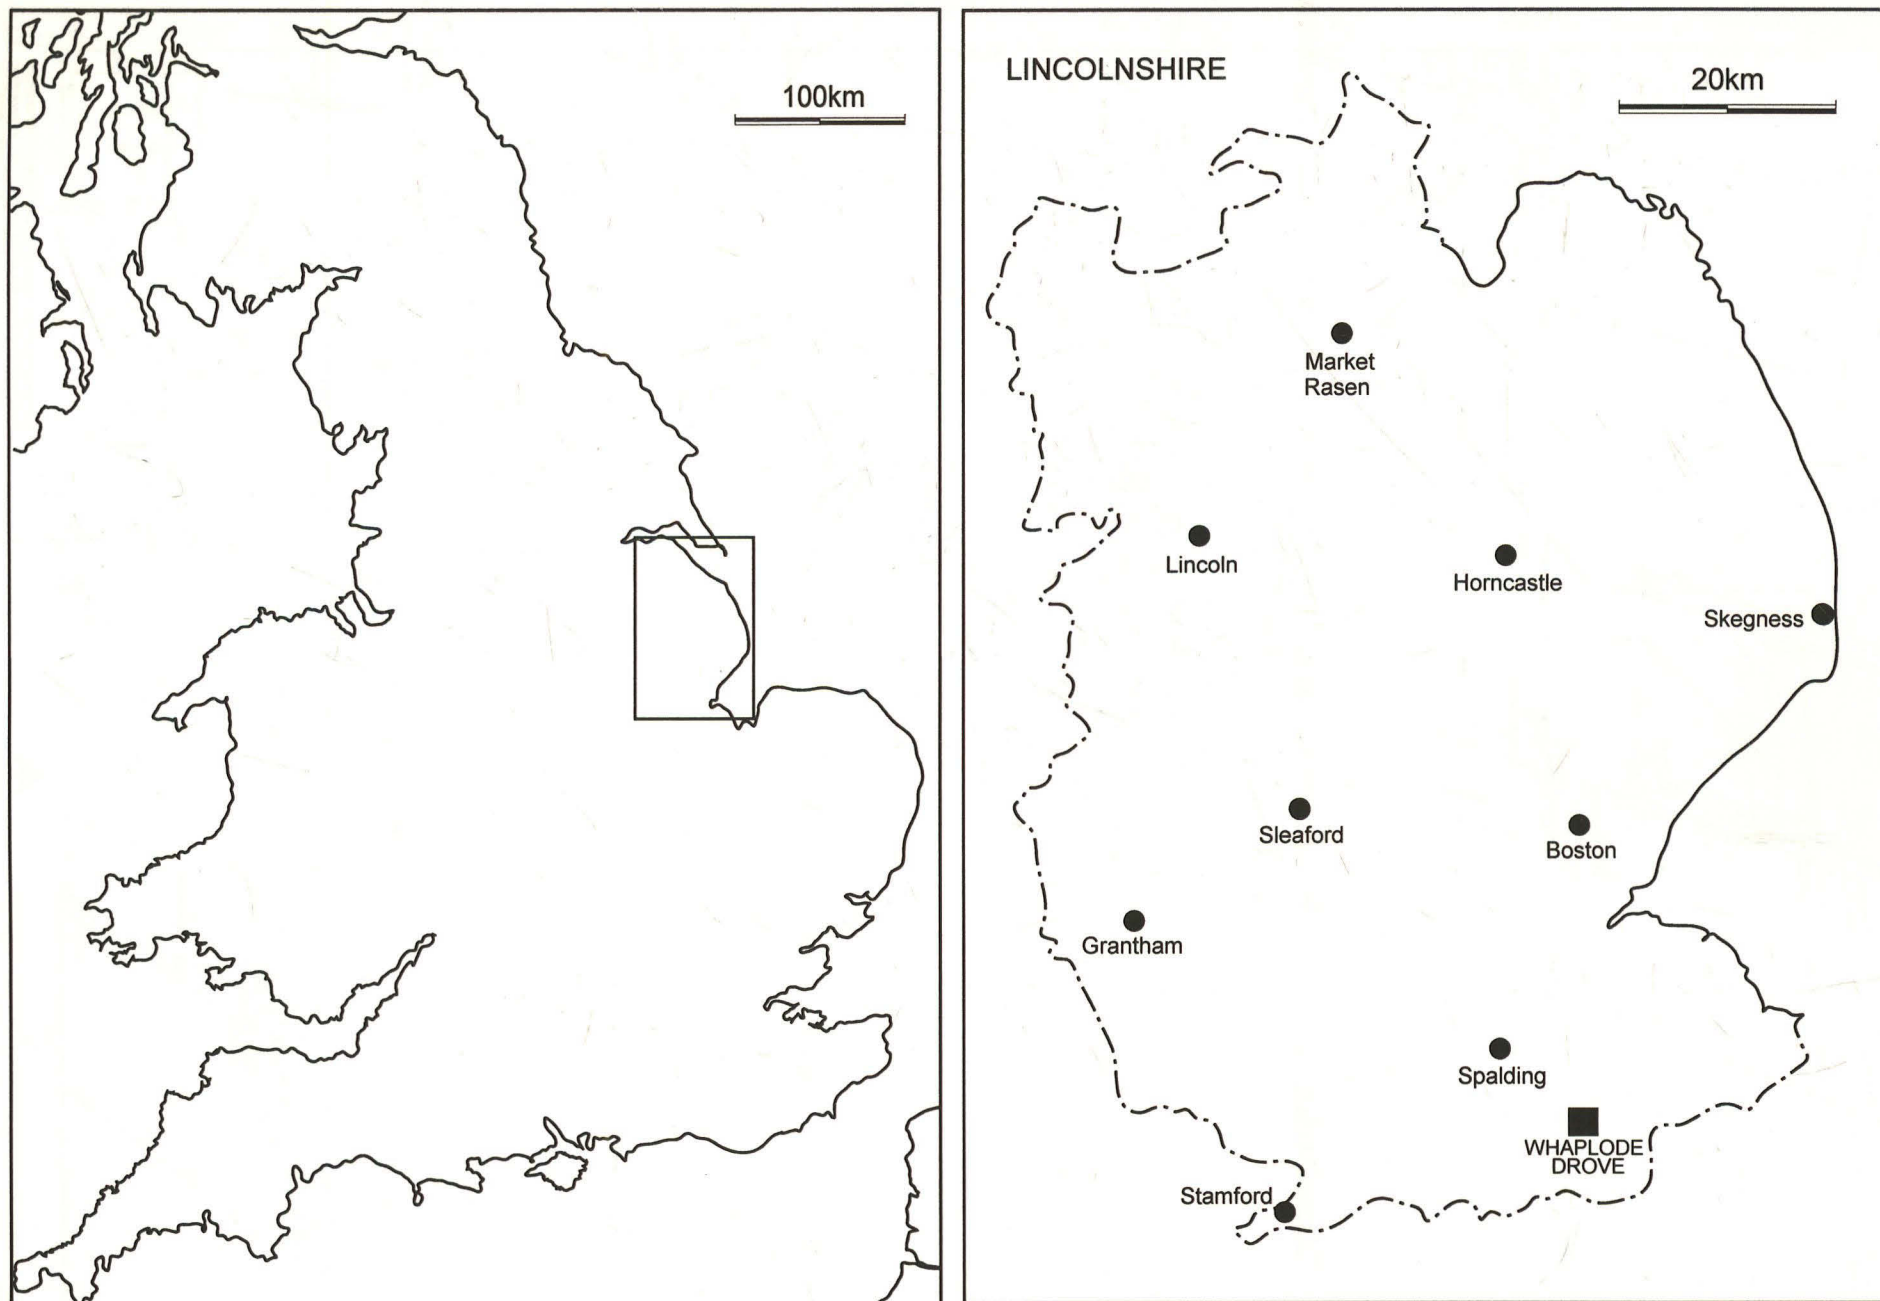 100km
LINCOLNSHIRE
20km
Market
Rasen
Lincoln
Horncastle
Skegness
Sleaford
Boston
Grantham
Spalding
WHAPLODE
DROVE
Stamford